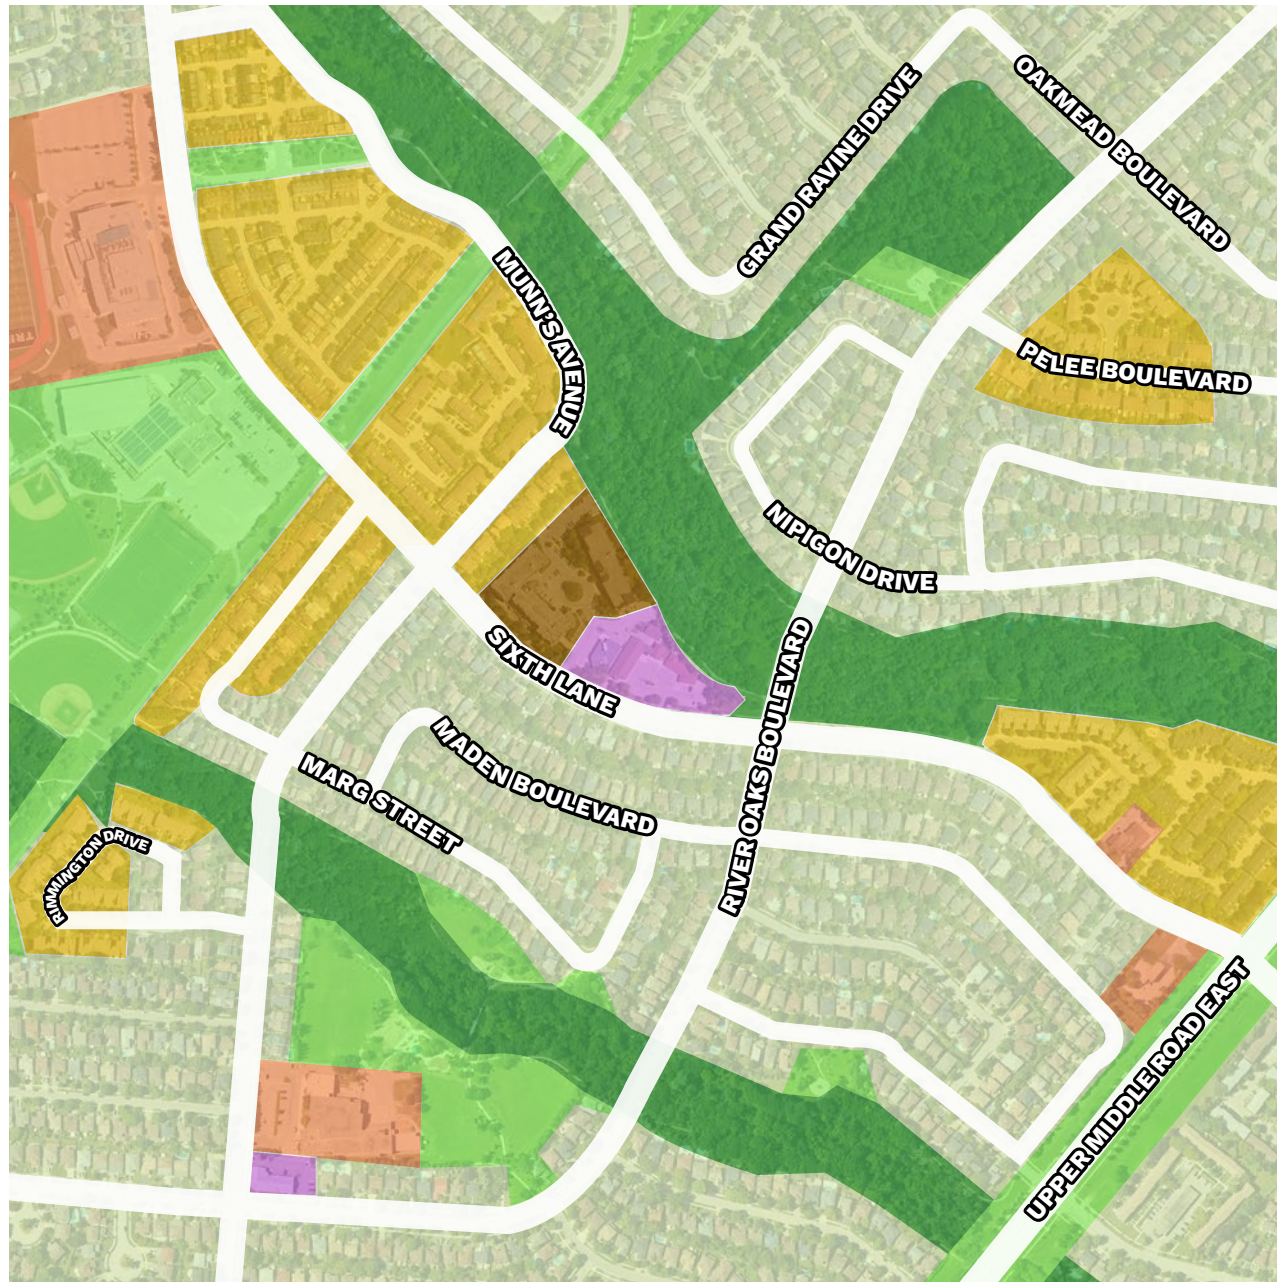 OAKMEAD BOULEVARD
GRAND RAVINE DRIVE
MUNN'S AVENUE
PELEE BOULEVARD
NIPIGON DRIVE
SIXTH LANE
RIVER OAKS BOULEVARD
MADEN BOULEVARD
MARG STREET
RIMMINGTON DRIVE
UPPER MIDDLE ROAD EAST